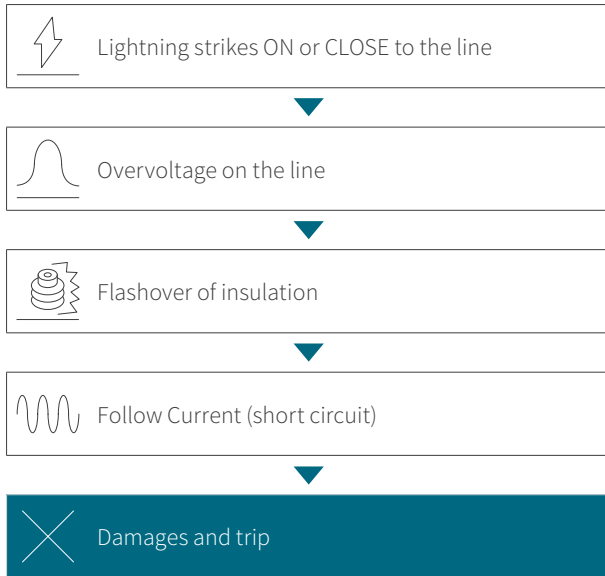 Lightning strikes ON or CLOSE to the line
Overvoltage on the line
Flashover of insulation
Follow Current (short circuit)
Damages and trip